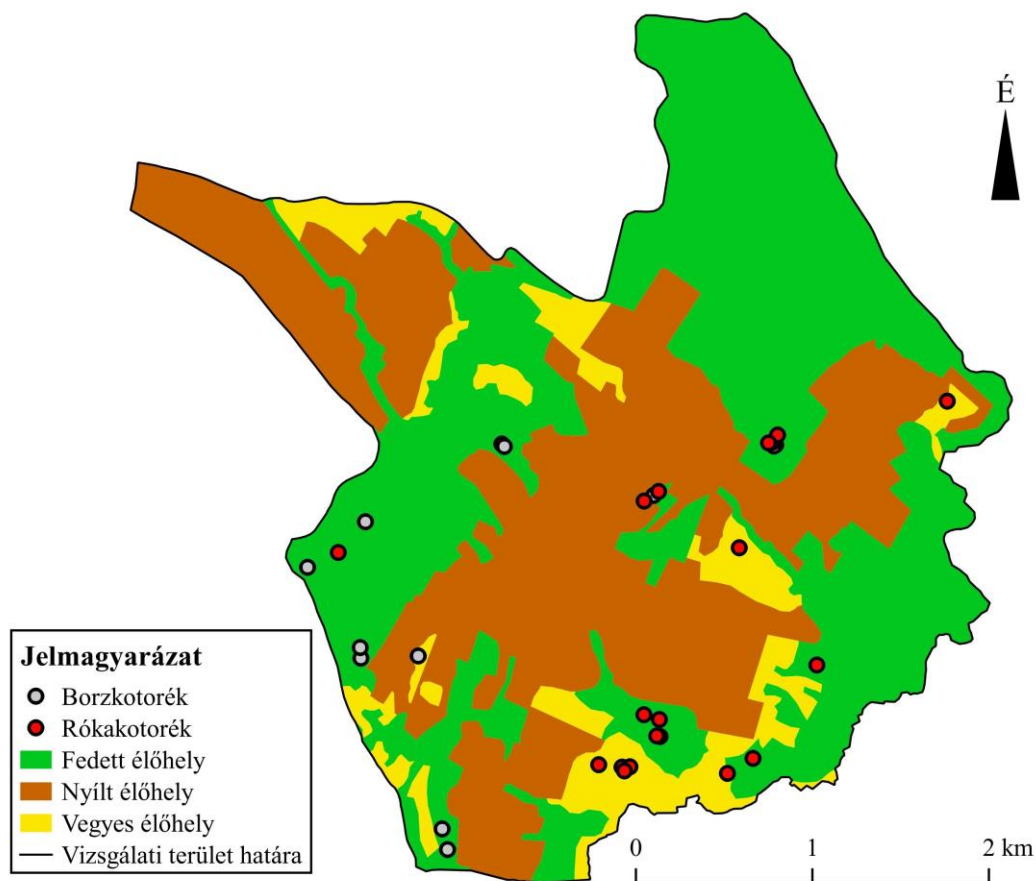 É
Jelmagyarázat
Borzkotorék
Rókakotorék
Fedett élőhely
Nyílt élőhely
Vegyes élőhely
Vizsgálati terület határa
0 1 2 km